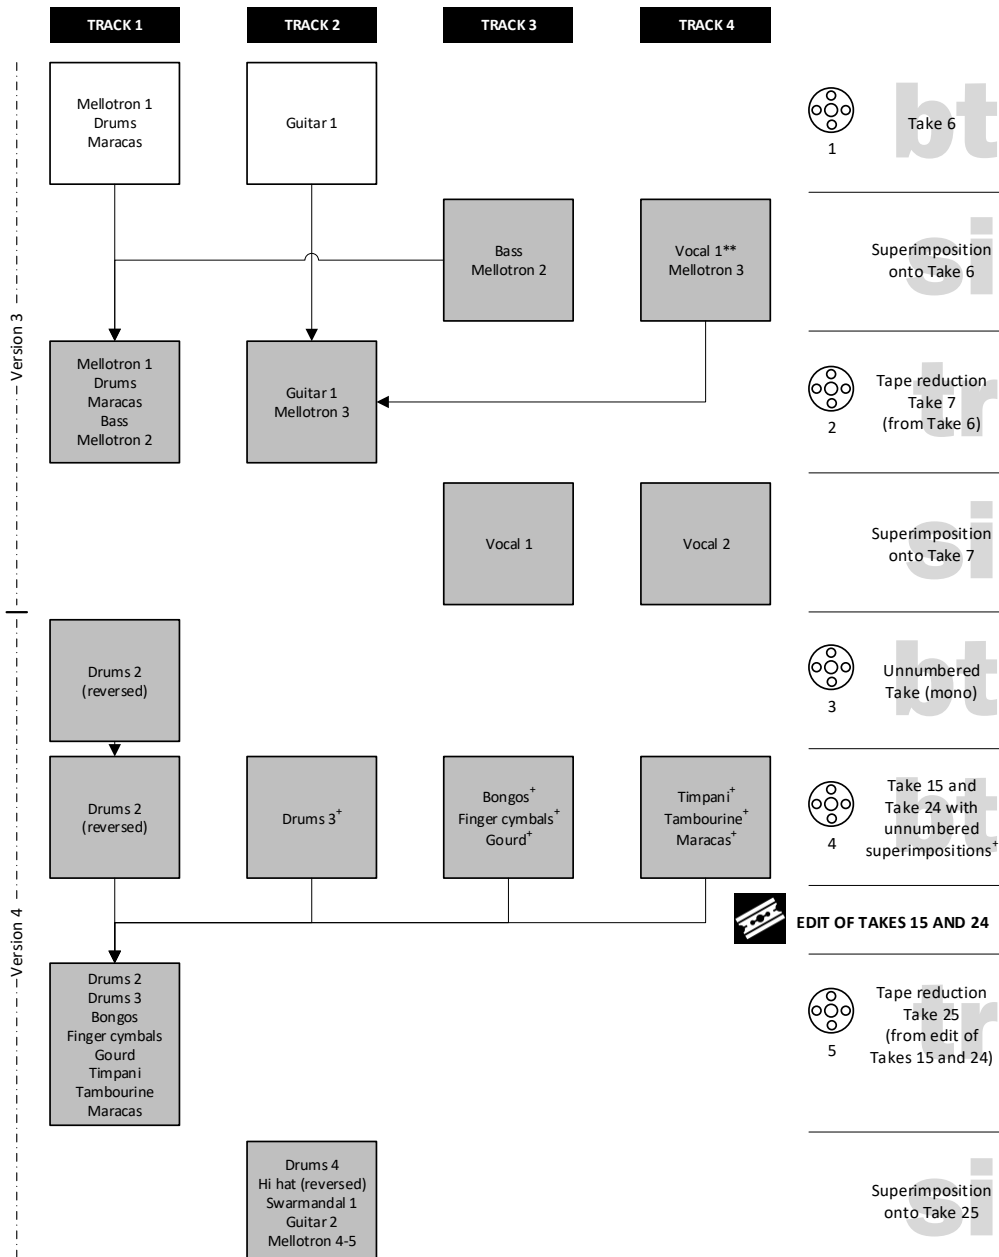 TRACK 1
TRACK 2
TRACK 3
TRACK 4
Version 3
Mellotron 1
Drums
Maracas
Guitar 1
1
bt
Take 6
Bass
Mellotron 2
Vocal 1**
Mellotron 3
si
Superimposition
onto Take 6
Mellotron 1
Drums
Maracas
Bass
Mellotron 2
Guitar 1
Mellotron 3
2
tr
Tape reduction
Take 7
(from Take 6)
Vocal 1
Vocal 2
si
Superimposition
onto Take 7
Version 4
Drums 2
(reversed)
3
bt
Unnumbered
Take (mono)
Drums 2
(reversed)
Drums 3+
Bongos+
Finger cymbals+
Gourd+
Timpani+
Tambourine+
Maracas+
4
bt
Take 15 and
Take 24 with
unnumbered
superimpositions+
EDIT OF TAKES 15 AND 24
Drums 2
Drums 3
Bongos
Finger cymbals
Gourd
Timpani
Tambourine
Maracas
5
tr
Tape reduction
Take 25
(from edit of
Takes 15 and 24)
Drums 4
Hi hat (reversed)
Swarmandal 1
Guitar 2
Mellotron 4-5
si
Superimposition
onto Take 25